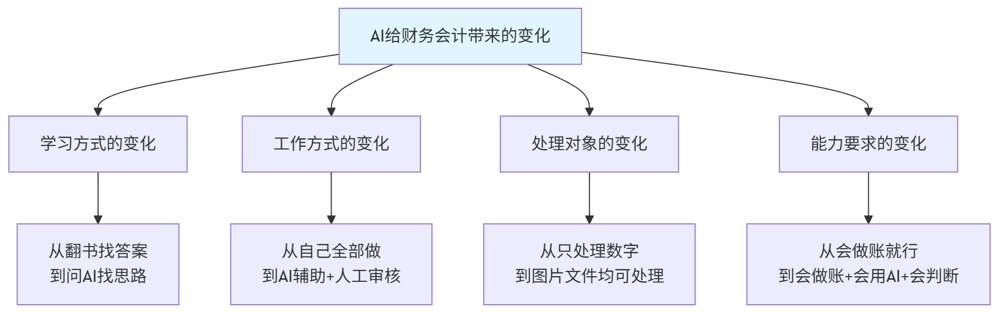 AI给财务会计带来的变化
学习方式的变化
工作方式的变化
处理对象的变化
能力要求的变化
从翻书找答案
到问AI找思路
从自己全部做
到AI辅助+人工审核
从只处理数字
到图片文件均可处理
从会做账就行
到会做账+会用AI+会判断